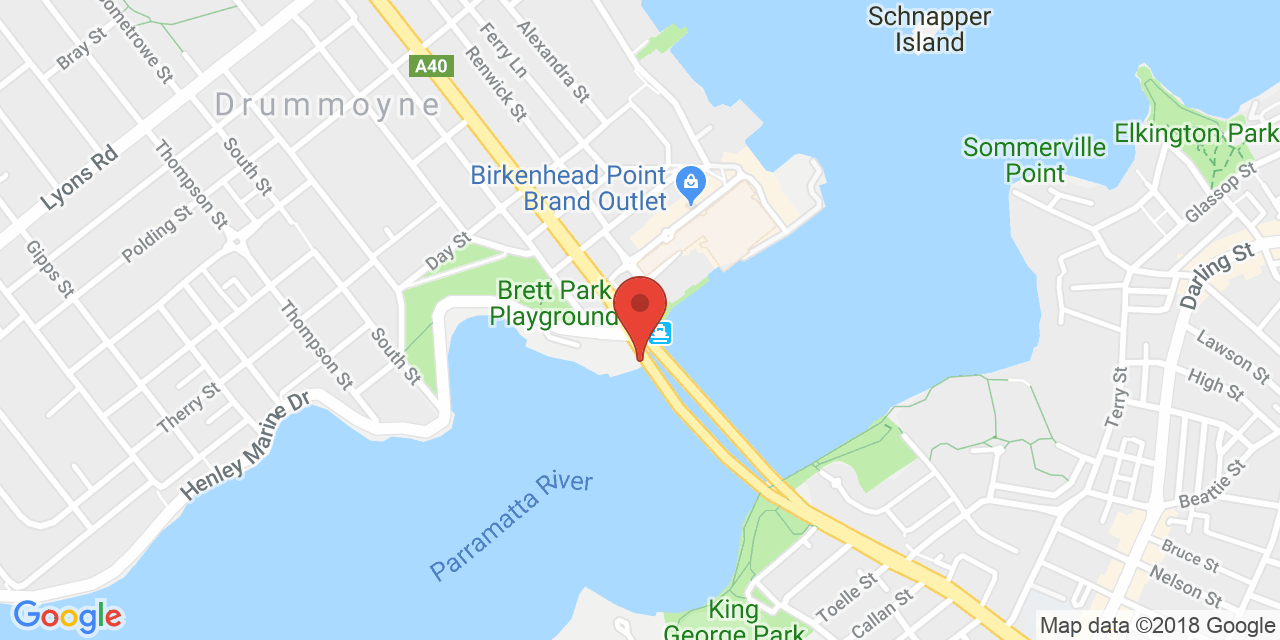 Schnapper
Island
Sometrowe St
Bray St
Ferry Ln
Alexandra St
Renwick St
A40
Drummoyne
Elkington Park
Lyons Rd
Thompson St
South St
Sommerville
Point
Birkenhead Point
Brand Outlet
Glassop St
Polding St
Day St
Gipps St
Darling St
Brett Park
Playground
Thompson St
South St
Lawson St
High St
Terry St
Therry St
Henley Marine Dr
Parramatta River
Beattie St
Bruce St
Nelson St
Toelle St
Callan St
King
George Park
Google
Map data ©2018 Google